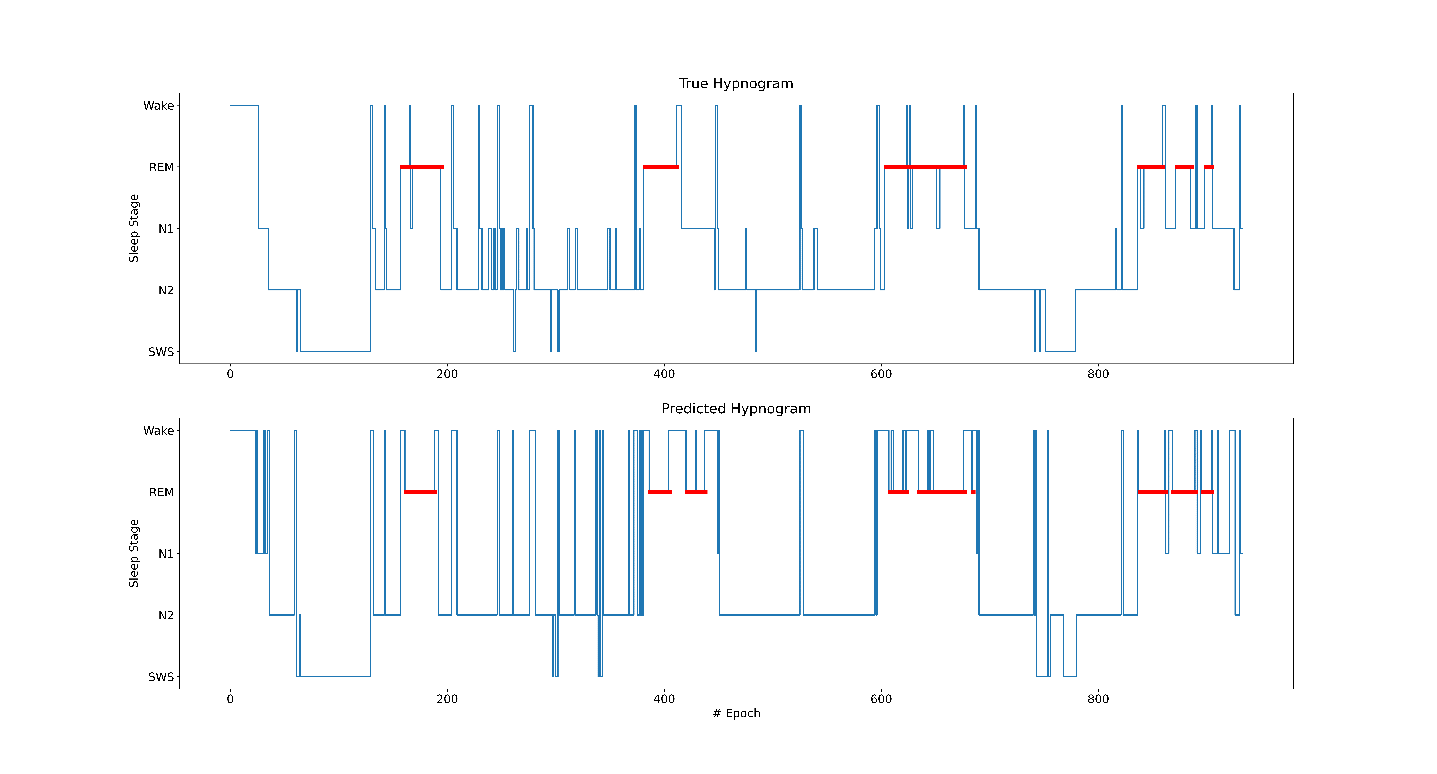 True Hypnogram
Wake
REM
N1
N2
SWS
Sleep Stage
0 200 400 600 800
Predicted Hypnogram
Wake
REM
N1
N2
SWS
Sleep Stage
0 200 400 600 800
# Epoch